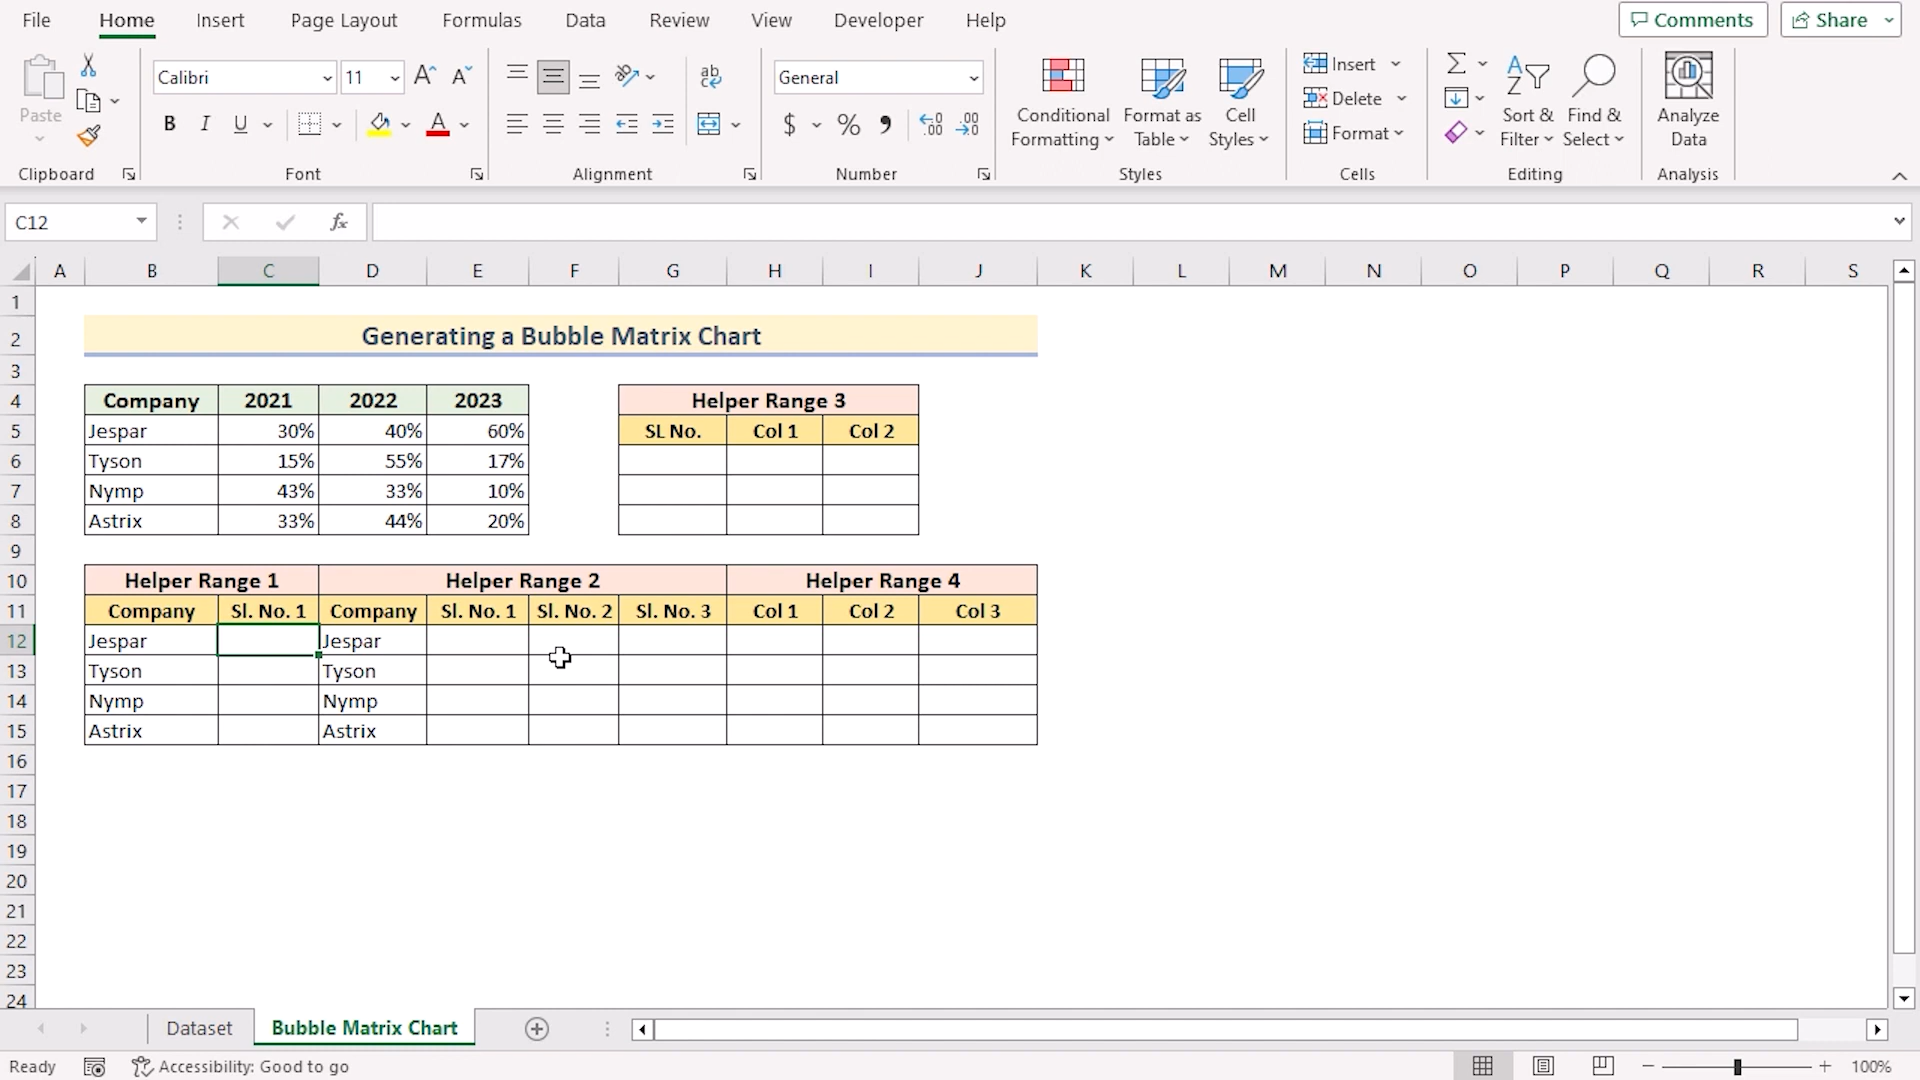 File Home Insert Page Layout Formulas Data Review View Developer Help Comments Share
Calibri 11 General Insert
Paste Delete
B I U $ % Conditional Formatting Format as Table Cell Styles Format Sort & Filter Find & Select Analyze Data
Clipboard Font Alignment Number Styles Cells Editing Analysis
C12 fx
A B C D E F G H I J K L M N O P Q R S
1
2 Generating a Bubble Matrix Chart
3
4 Company 2021 2022 2023 Helper Range 3
5 Jespar 30% 40% 60% SL No. Col 1 Col 2
6 Tyson 15% 55% 17%
7 Nymp 43% 33% 10%
8 Astrix 33% 44% 20%
9
10 Helper Range 1 Helper Range 2 Helper Range 4
11 Company Sl. No. 1 Company Sl. No. 1 Sl. No. 2 Sl. No. 3 Col 1 Col 2 Col 3
12 Jespar Jespar
13 Tyson Tyson
14 Nymp Nymp
15 Astrix Astrix
16
17
18
19
20
21
22
23
24
Dataset Bubble Matrix Chart
Ready Accessibility: Good to go 100%